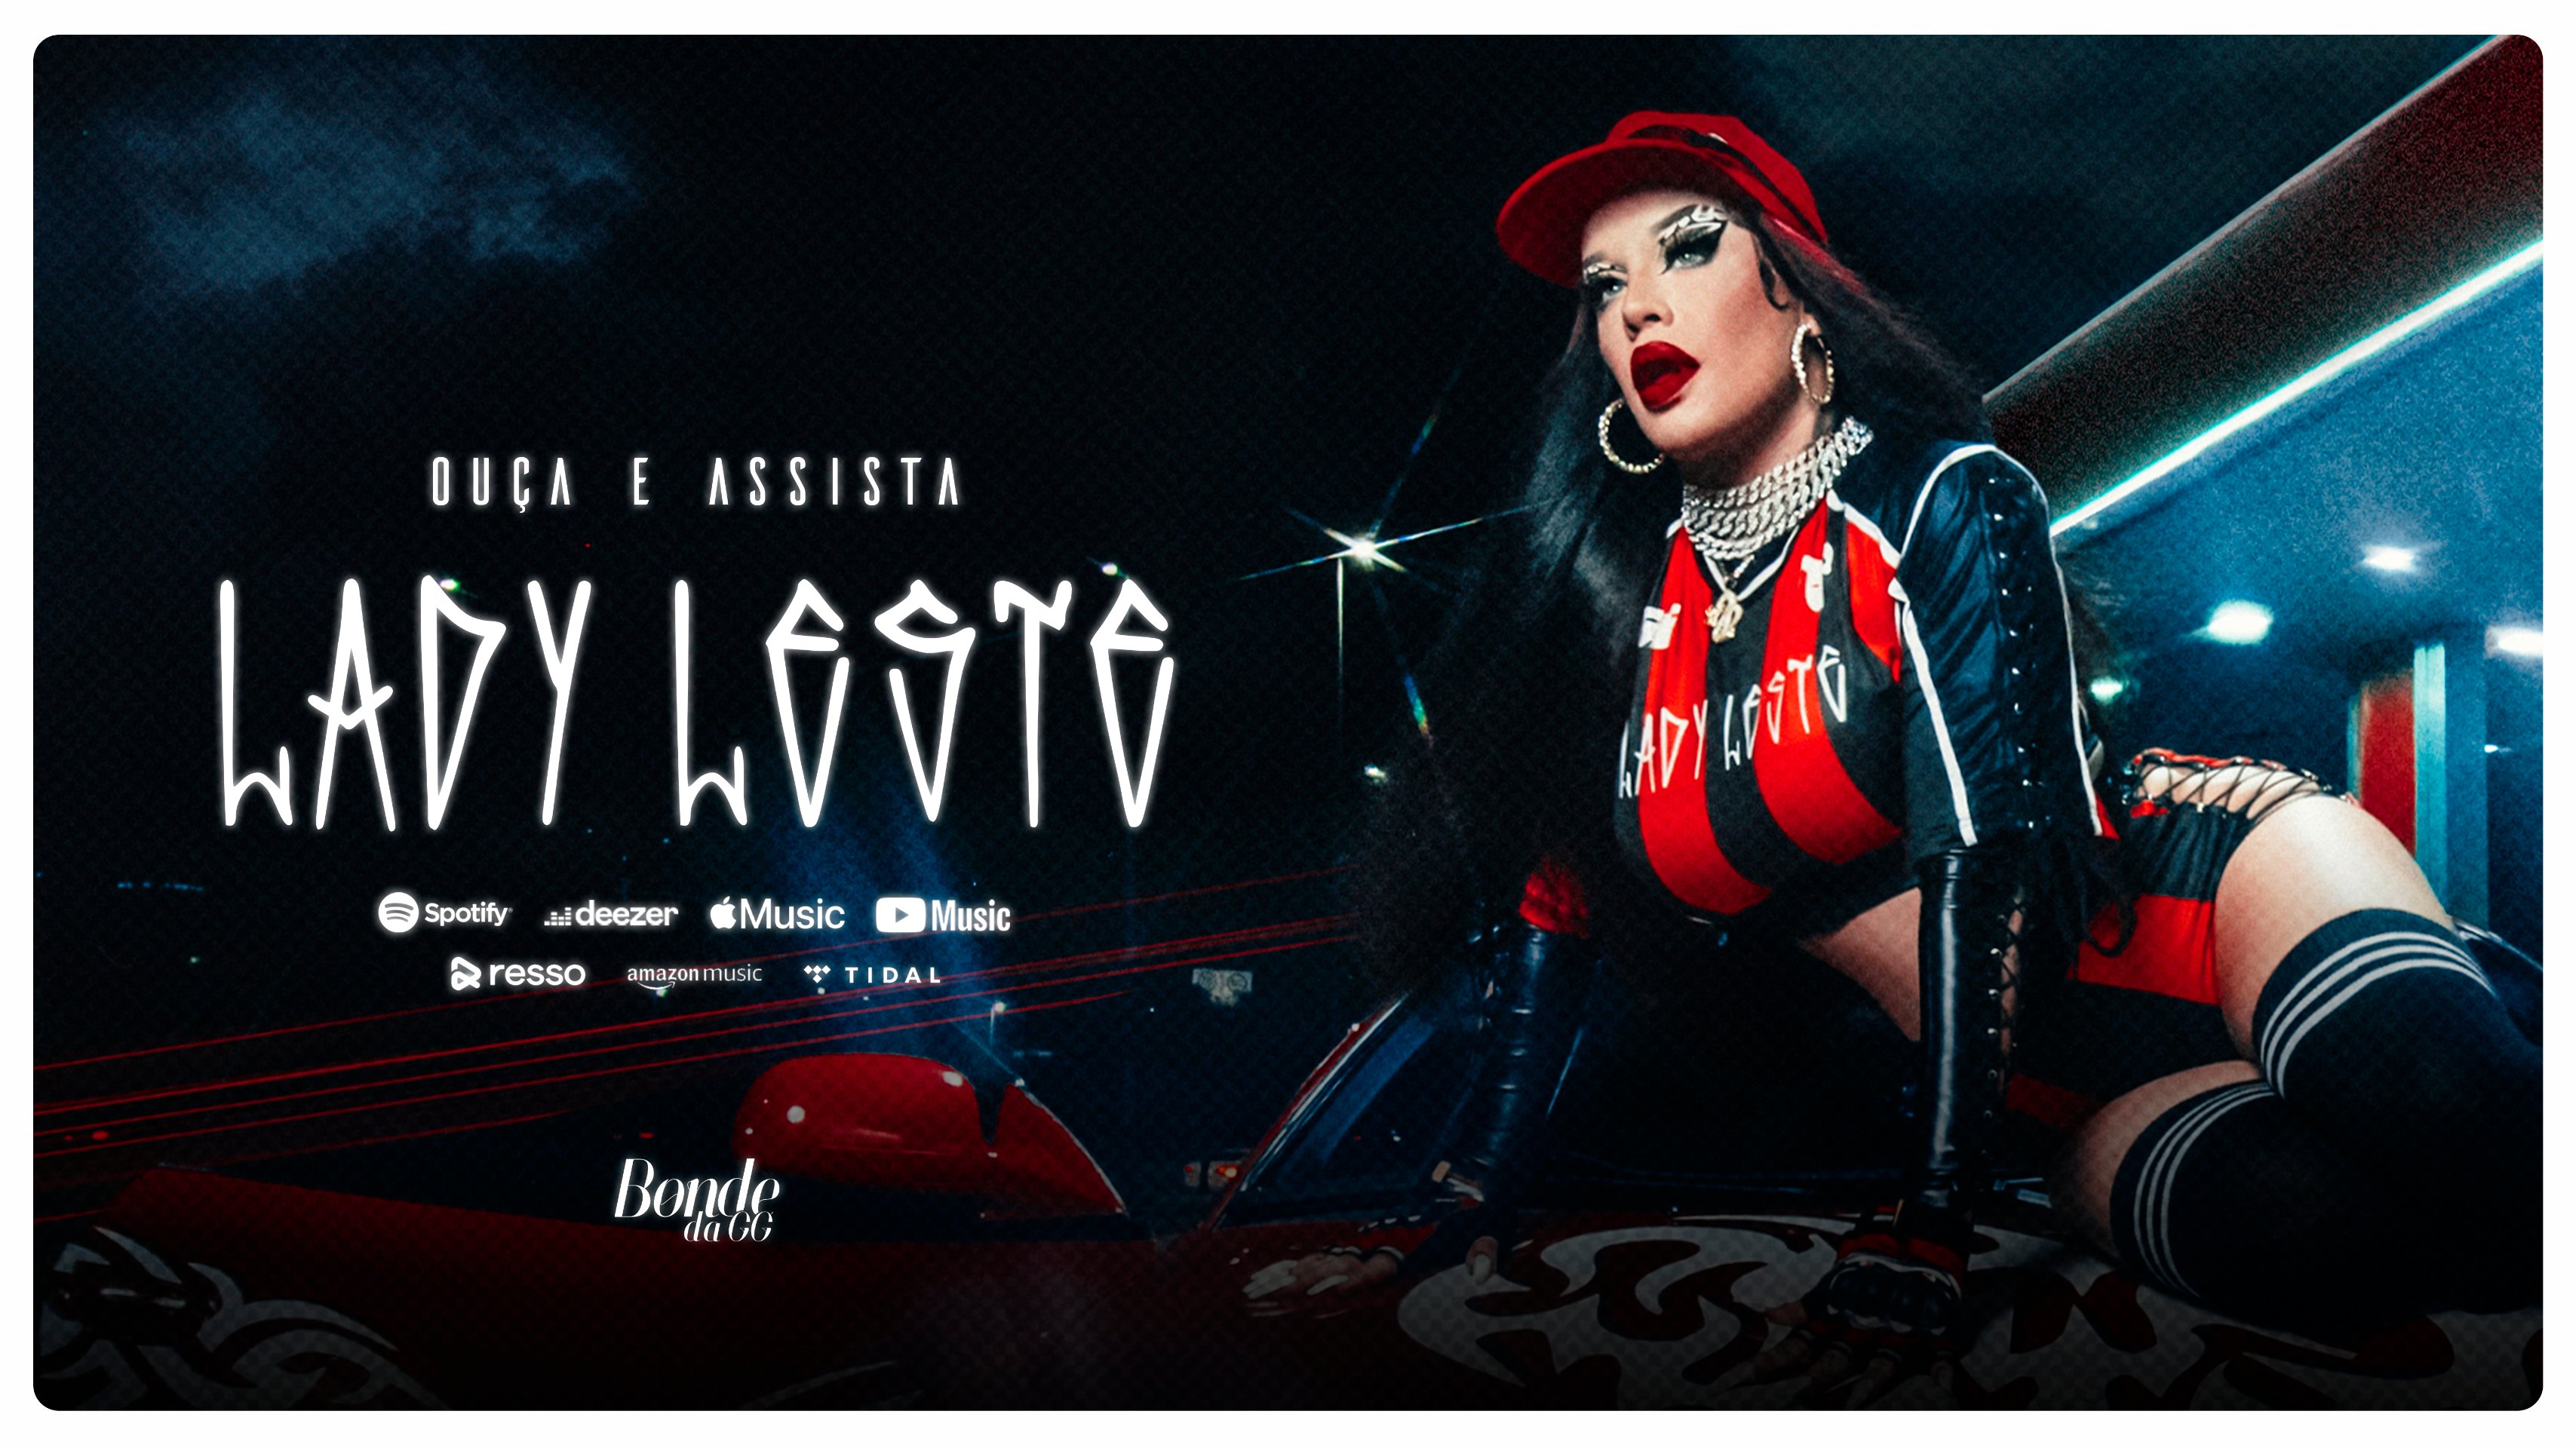 OUÇA E ASSISTA
LADY LESTE
Spotify deezer Music Music
resso amazon music TIDAL
Bonde
da GG
LADY LESTE